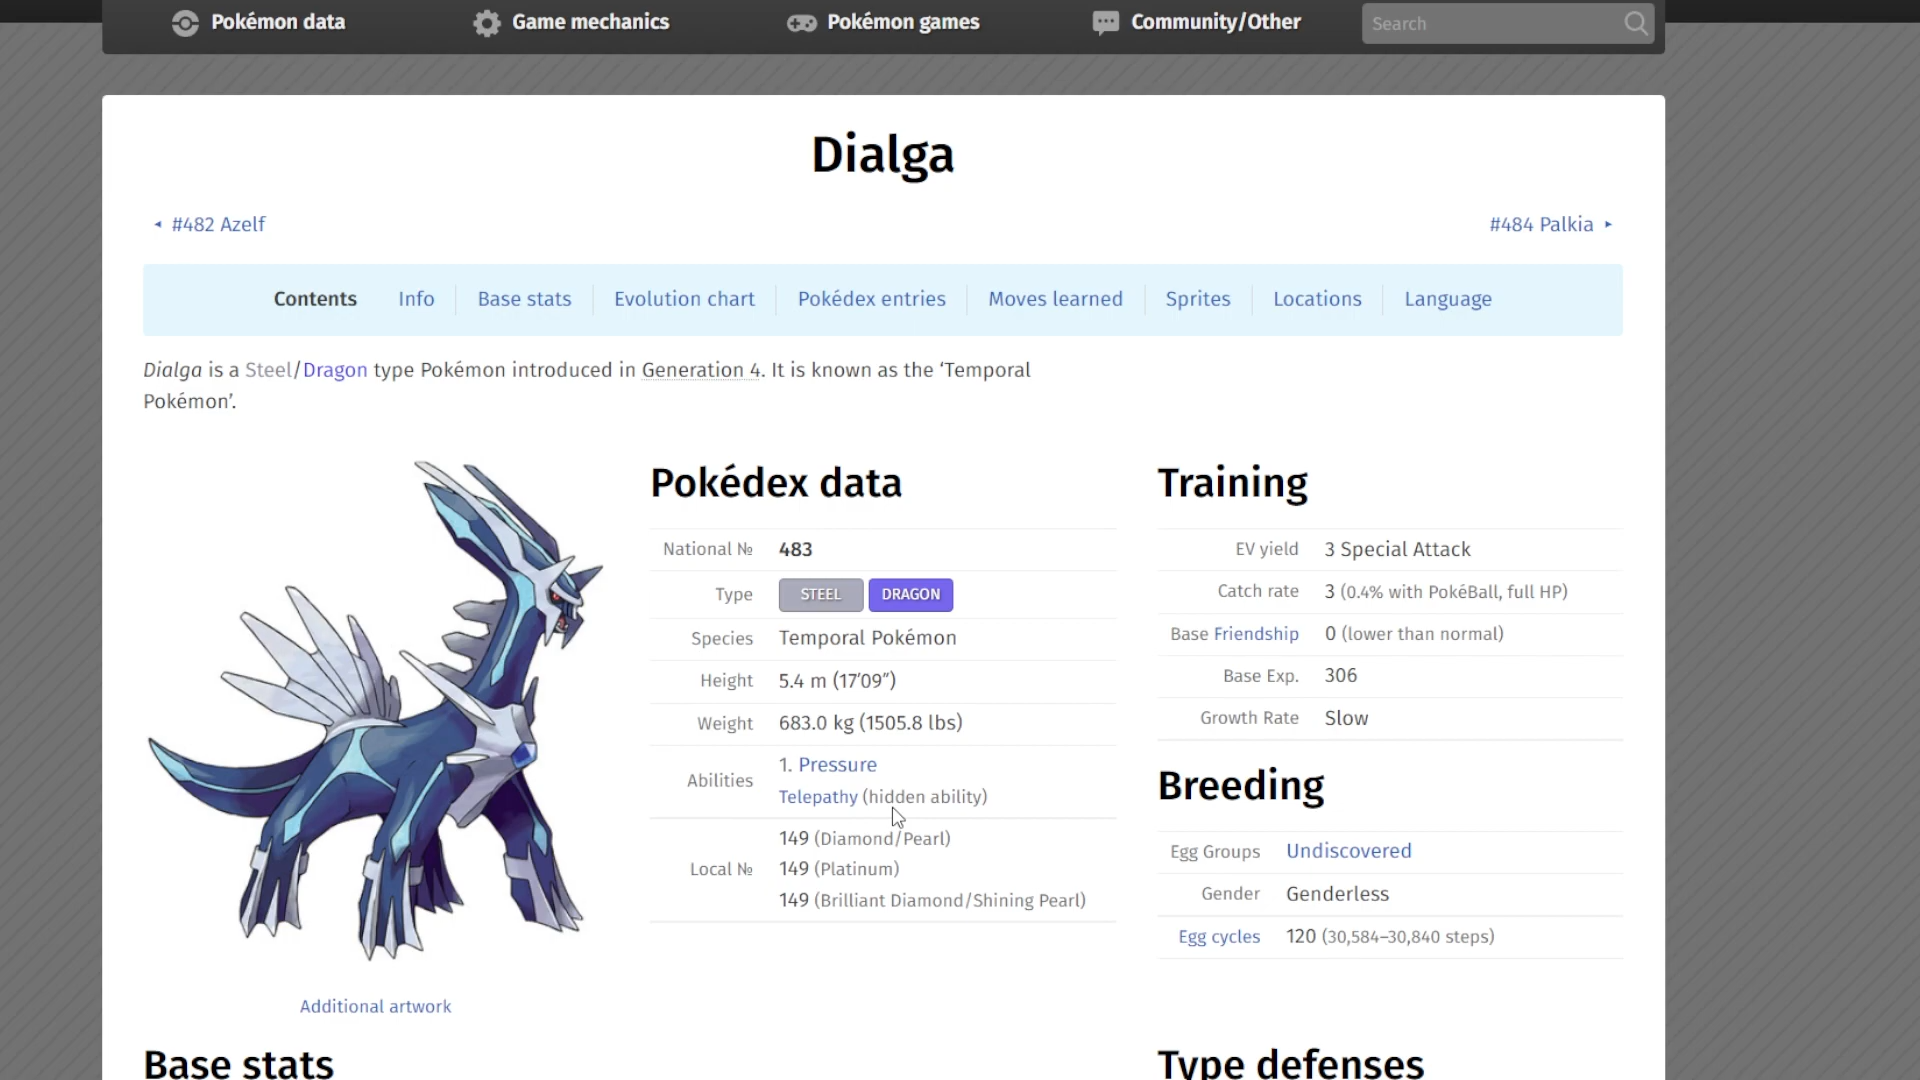 Pokémon data
Game mechanics
Pokémon games
Community/Other
Search
Dialga
◂ #482 Azelf
#484 Palkia ▸
Contents
Info
Base stats
Evolution chart
Pokédex entries
Moves learned
Sprites
Locations
Language
Dialga is a Steel/Dragon type Pokémon introduced in Generation 4. It is known as the ‘Temporal
Pokémon’.
Additional artwork
Pokédex data
National № 483
Type STEEL DRAGON
Species Temporal Pokémon
Height 5.4 m (17′09″)
Weight 683.0 kg (1505.8 lbs)
Abilities 1. Pressure
Telepathy (hidden ability)
Local № 149 (Diamond/Pearl)
149 (Platinum)
149 (Brilliant Diamond/Shining Pearl)
Training
EV yield 3 Special Attack
Catch rate 3 (0.4% with PokéBall, full HP)
Base Friendship 0 (lower than normal)
Base Exp. 306
Growth Rate Slow
Breeding
Egg Groups Undiscovered
Gender Genderless
Egg cycles 120 (30,584–30,840 steps)
Base stats
Type defenses